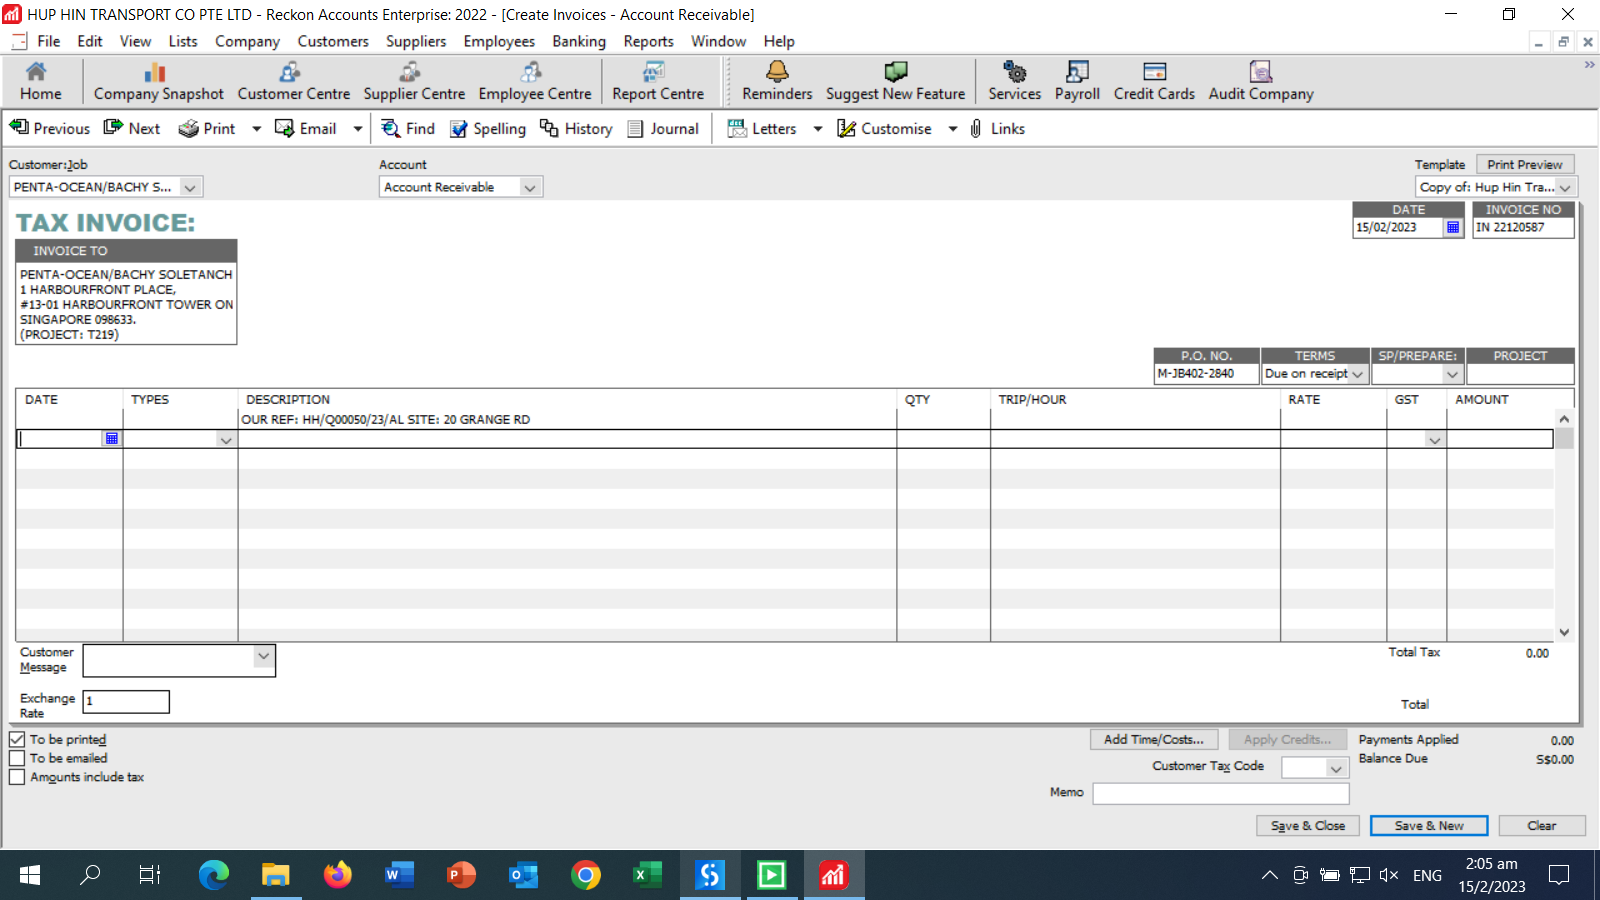 HUP HIN TRANSPORT CO PTE LTD - Reckon Accounts Enterprise: 2022 - [Create Invoices - Account Receivable]
File Edit View Lists Company Customers Suppliers Employees Banking Reports Window Help
Home Company Snapshot Customer Centre Supplier Centre Employee Centre Report Centre Reminders Suggest New Feature Services Payroll Credit Cards Audit Company
Previous Next Print Email Find Spelling History Journal Letters Customise Links
Customer:Job Account Template Print Preview
PENTA-OCEAN/BACHY S... Account Receivable Copy of: Hup Hin Tra...
TAX INVOICE:
DATE INVOICE NO
15/02/2023 IN 22120587
INVOICE TO
PENTA-OCEAN/BACHY SOLETANCH
1 HARBOURFRONT PLACE,
#13-01 HARBOURFRONT TOWER ON
SINGAPORE 098633.
(PROJECT: T219)
P.O. NO. TERMS SP/PREPARE: PROJECT
M-JB402-2840 Due on receipt
DATE TYPES DESCRIPTION QTY TRIP/HOUR RATE GST AMOUNT
OUR REF: HH/Q00050/23/AL SITE: 20 GRANGE RD
Customer Message
Total Tax 0.00
Exchange Rate 1
Total
To be printed
To be emailed
Amounts include tax
Add Time/Costs... Apply Credits... Payments Applied 0.00
Customer Tax Code Balance Due S$0.00
Memo
Save & Close Save & New Clear
ENG 2:05 am
15/2/2023